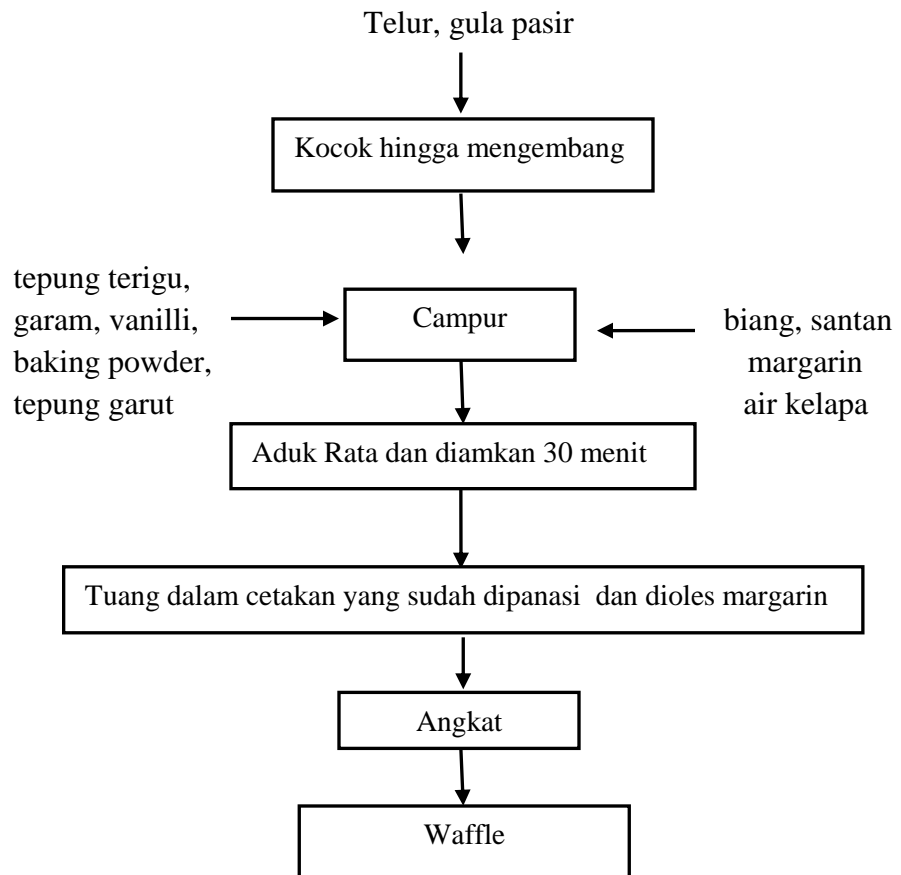 Telur, gula pasir
Kocok hingga mengembang
tepung terigu,
garam, vanilli,
baking powder,
tepung garut
Campur
biang, santan
margarin
air kelapa
Aduk Rata dan diamkan 30 menit
Tuang dalam cetakan yang sudah dipanasi dan dioles margarin
Angkat
Waffle